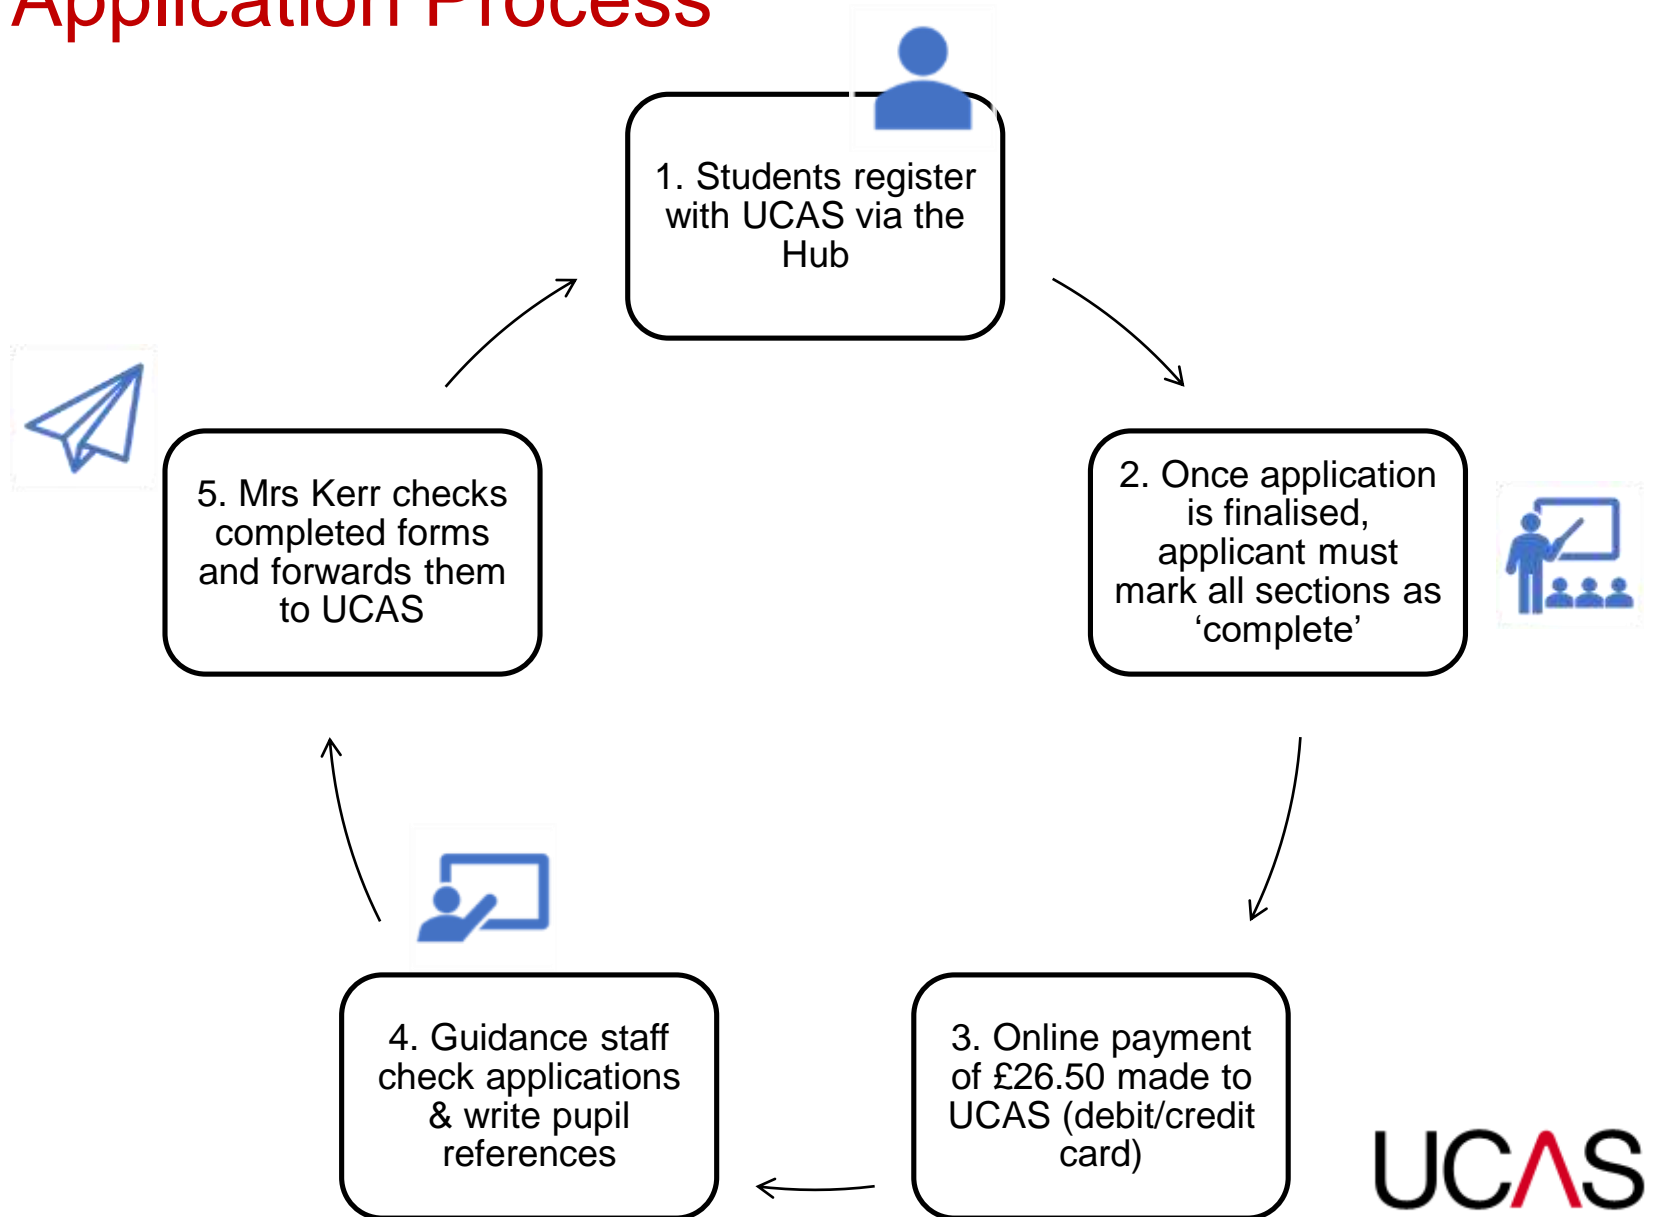 Application Process
1. Students register
with UCAS via the
Hub
2. Once application
is finalised,
applicant must
mark all sections as
‘complete’
3. Online payment
of £26.50 made to
UCAS (debit/credit
card)
4. Guidance staff
check applications
& write pupil
references
5. Mrs Kerr checks
completed forms
and forwards them
to UCAS
UCAS